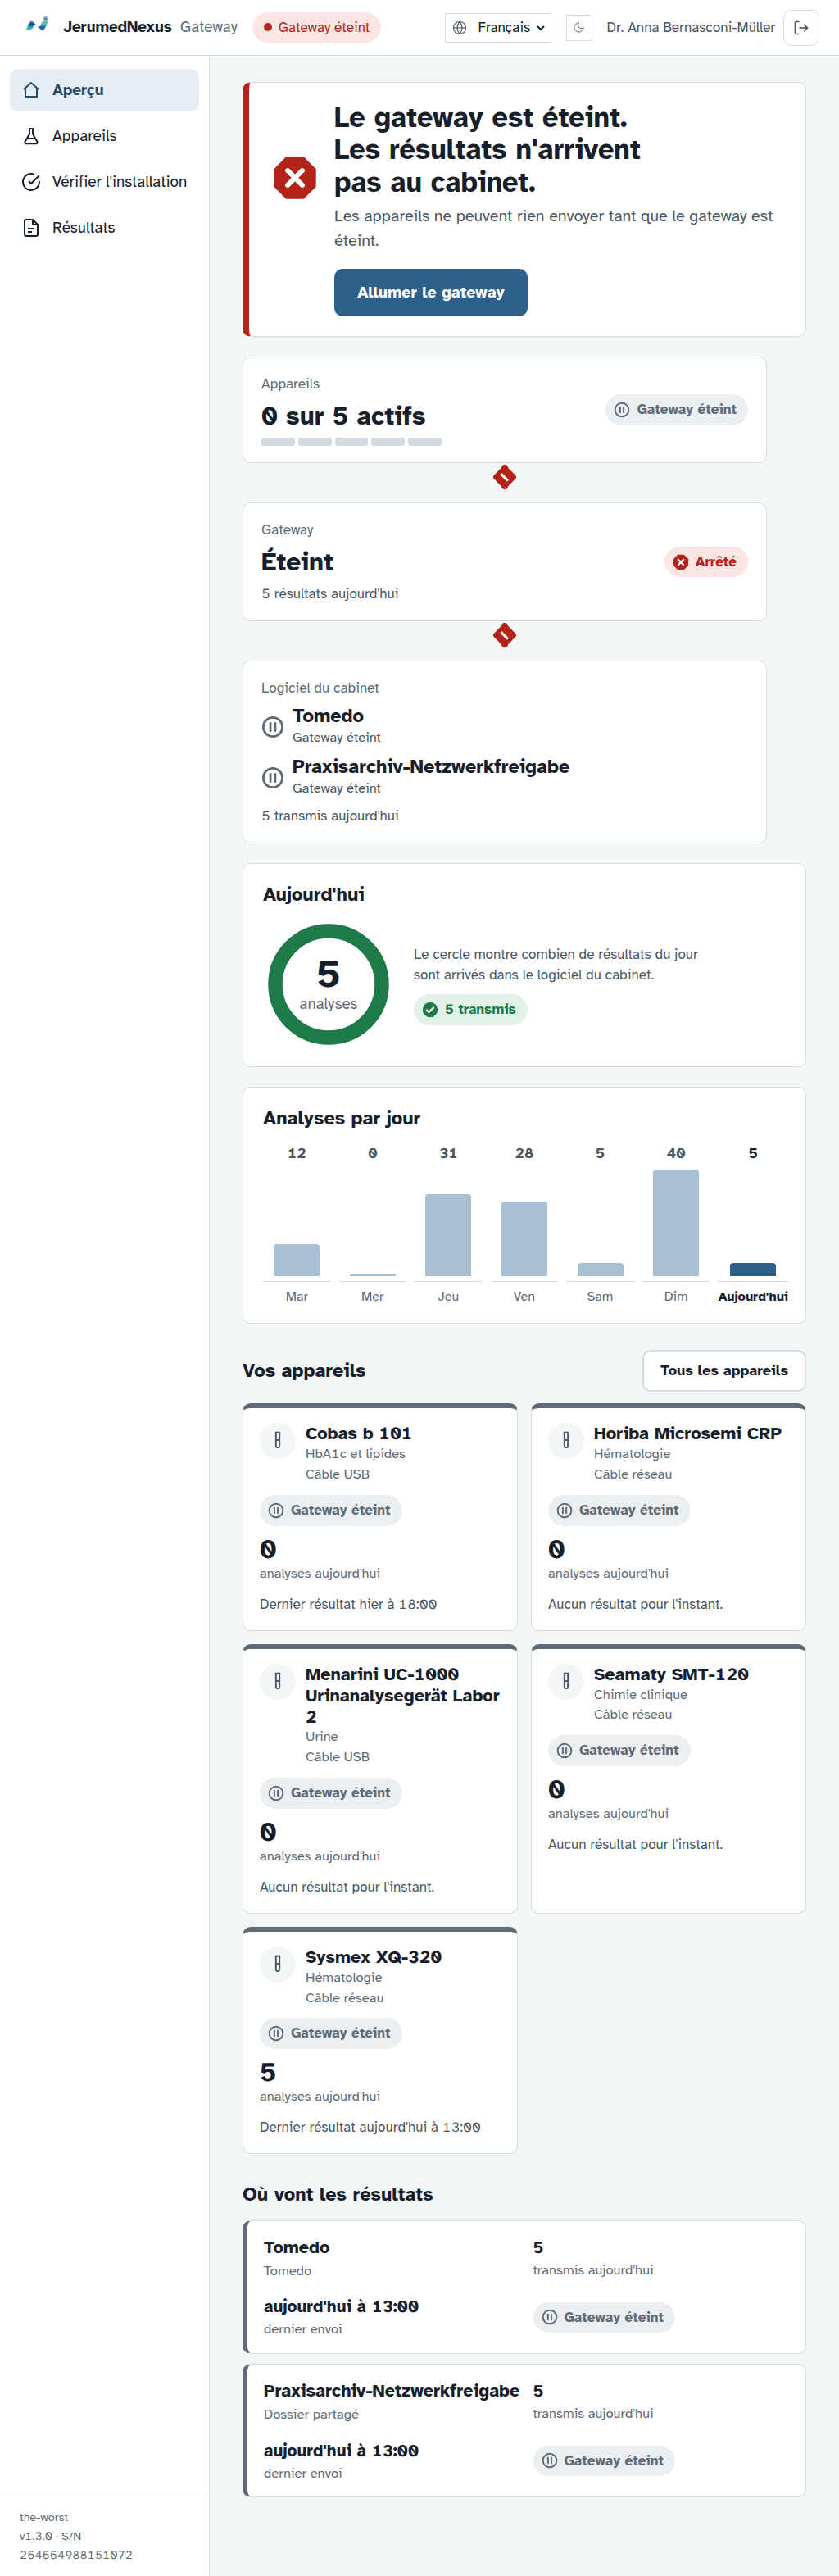 JerumedNexus Gateway
Gateway éteint
Français
Dr. Anna Bernasconi-Müller
Aperçu
Appareils
Vérifier l'installation
Résultats
Le gateway est éteint.
Les résultats n'arrivent
pas au cabinet.
Les appareils ne peuvent rien envoyer tant que le gateway est
éteint.
Allumer le gateway
Appareils
0 sur 5 actifs
Gateway éteint
Gateway
Éteint
Arrêté
5 résultats aujourd'hui
Logiciel du cabinet
Tomedo
Gateway éteint
Praxisarchiv-Netzwerkfreigabe
Gateway éteint
5 transmis aujourd'hui
Aujourd'hui
5
analyses
Le cercle montre combien de résultats du jour
sont arrivés dans le logiciel du cabinet.
5 transmis
Analyses par jour
12 0 31 28 5 40 5
Mar Mer Jeu Ven Sam Dim Aujourd'hui
Vos appareils
Tous les appareils
Cobas b 101
HbA1c et lipides
Câble USB
Gateway éteint
0
analyses aujourd'hui
Dernier résultat hier à 18:00
Horiba Microsemi CRP
Hématologie
Câble réseau
Gateway éteint
0
analyses aujourd'hui
Aucun résultat pour l'instant.
Menarini UC-1000
Urinanalysegerät Labor
2
Urine
Câble USB
Gateway éteint
0
analyses aujourd'hui
Aucun résultat pour l'instant.
Seamaty SMT-120
Chimie clinique
Câble réseau
Gateway éteint
0
analyses aujourd'hui
Aucun résultat pour l'instant.
Sysmex XQ-320
Hématologie
Câble réseau
Gateway éteint
5
analyses aujourd'hui
Dernier résultat aujourd'hui à 13:00
Où vont les résultats
Tomedo
Tomedo
5
transmis aujourd'hui
aujourd'hui à 13:00
dernier envoi
Gateway éteint
Praxisarchiv-Netzwerkfreigabe
Dossier partagé
5
transmis aujourd'hui
aujourd'hui à 13:00
dernier envoi
Gateway éteint
the-worst
v1.3.0 · S/N
264664988151072